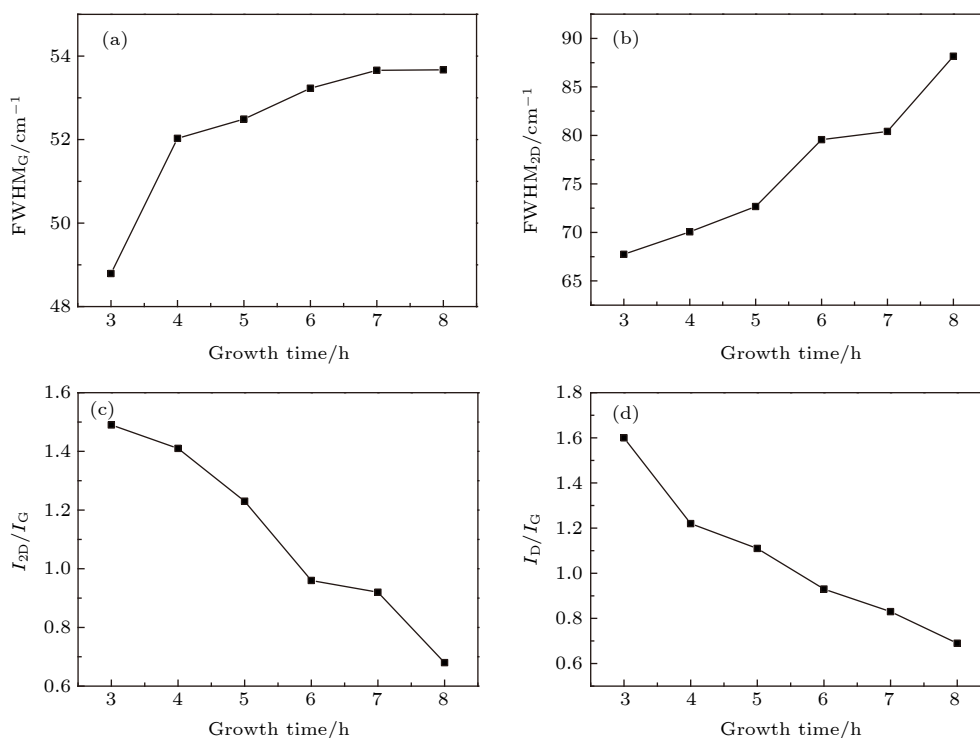 (a)
54
52
50
48
FWHM_G/cm⁻¹
3 4 5 6 7 8
Growth time/h
(b)
90
85
80
75
70
65
FWHM_2D/cm⁻¹
3 4 5 6 7 8
Growth time/h
(c)
1.6
1.4
1.2
1.0
0.8
0.6
I_2D/I_G
3 4 5 6 7 8
Growth time/h
(d)
1.8
1.6
1.4
1.2
1.0
0.8
0.6
I_D/I_G
3 4 5 6 7 8
Growth time/h